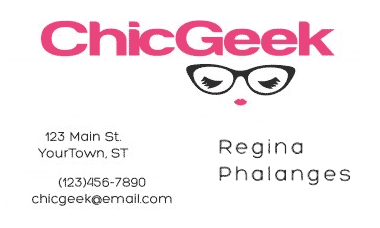 ChicGeek
123 Main St.
YourTown, ST
(123)456-7890
chicgeek@email.com
Regina
Phalanges